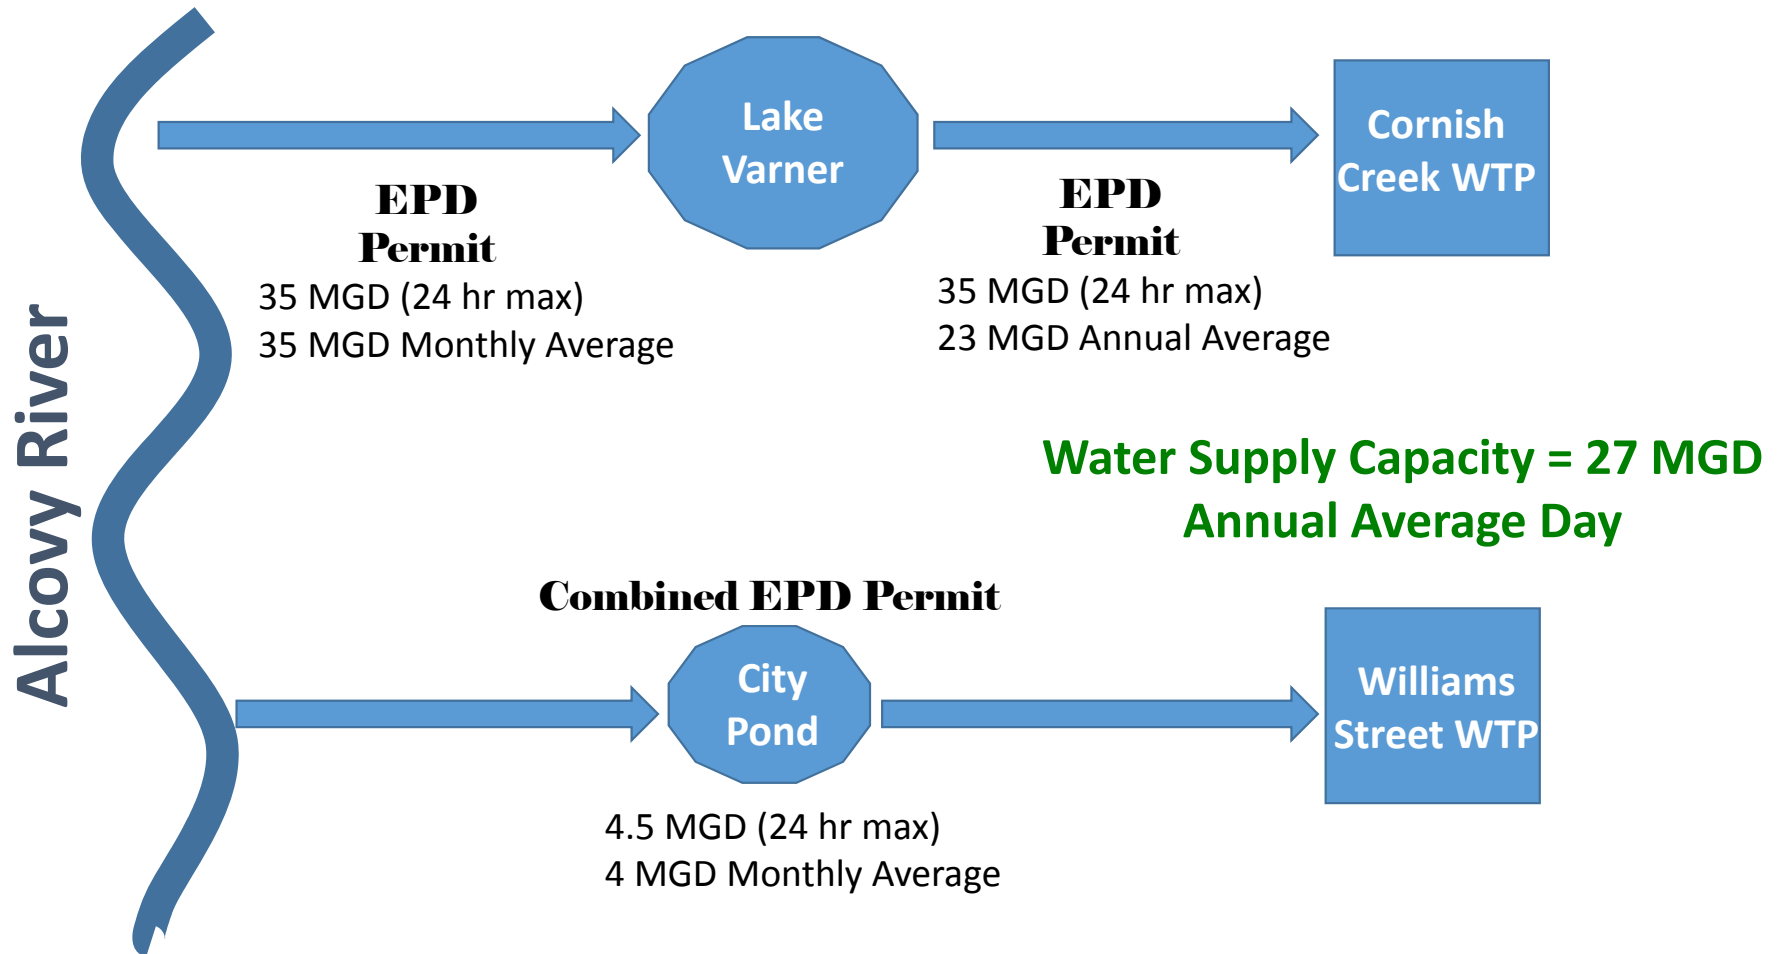 Alcovy River
Lake
Varner
Cornish
Creek WTP
EPD
Permit
35 MGD (24 hr max)
35 MGD Monthly Average
EPD
Permit
35 MGD (24 hr max)
23 MGD Annual Average
Water Supply Capacity = 27 MGD
Annual Average Day
Combined EPD Permit
City
Pond
Williams
Street WTP
4.5 MGD (24 hr max)
4 MGD Monthly Average